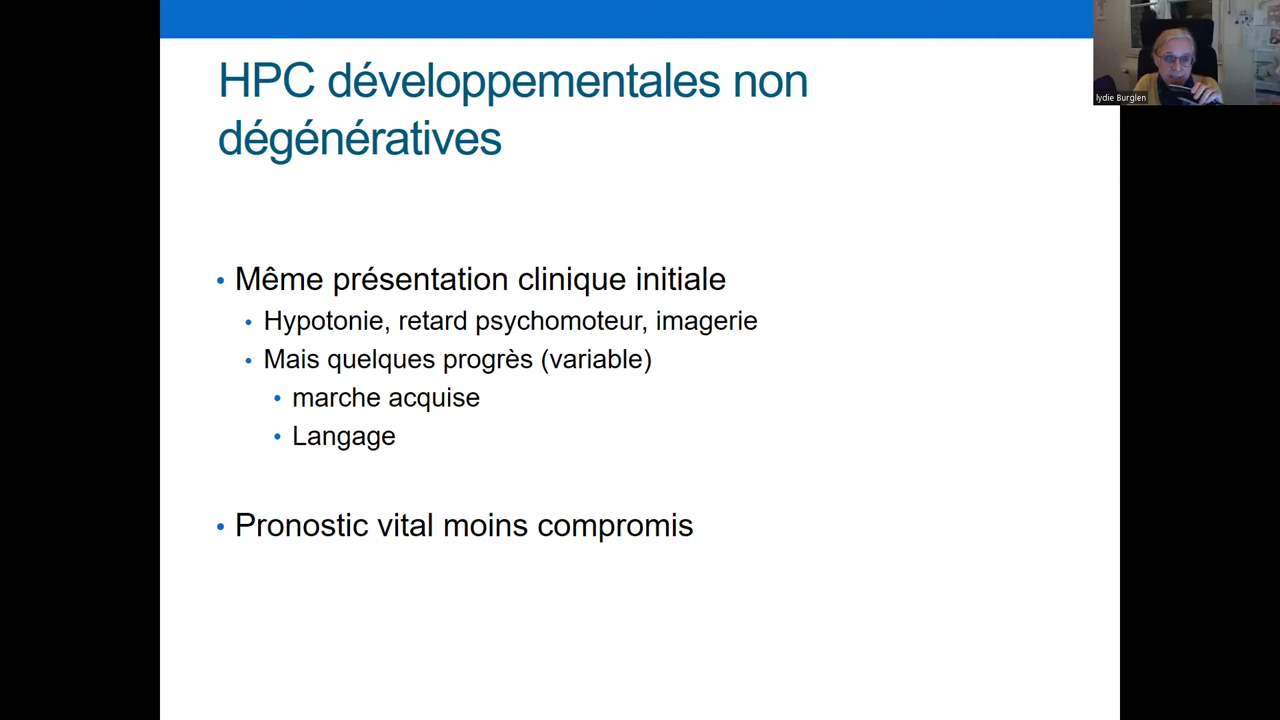 HPC développementales non
dégénératives
lydie Burglen
• Même présentation clinique initiale
• Hypotonie, retard psychomoteur, imagerie
• Mais quelques progrès (variable)
• marche acquise
• Langage
• Pronostic vital moins compromis